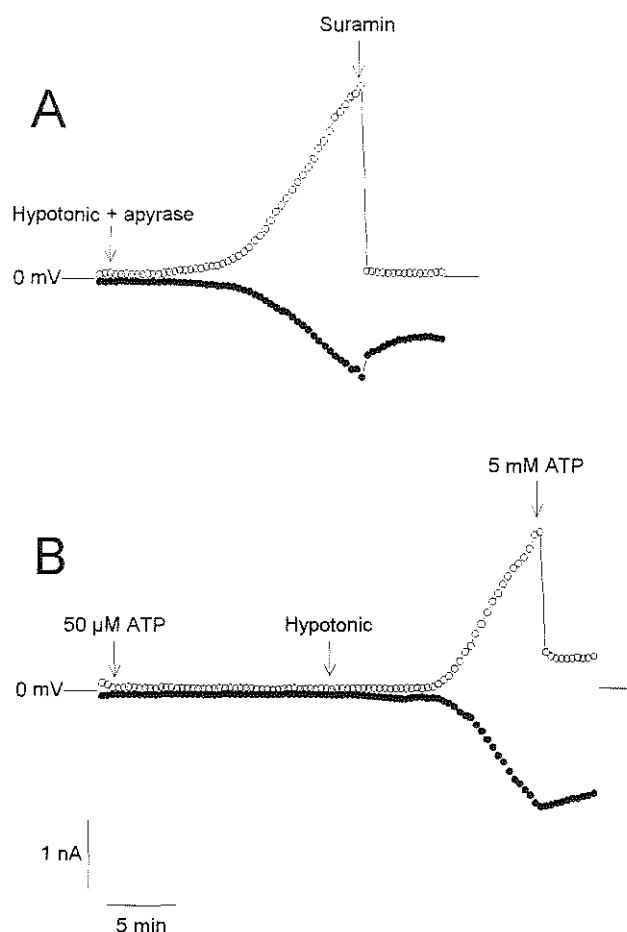 Suramin
A
Hypotonic + apyrase
0 mV
5 mM ATP
B
50 µM ATP
Hypotonic
0 mV
1 nA
5 min